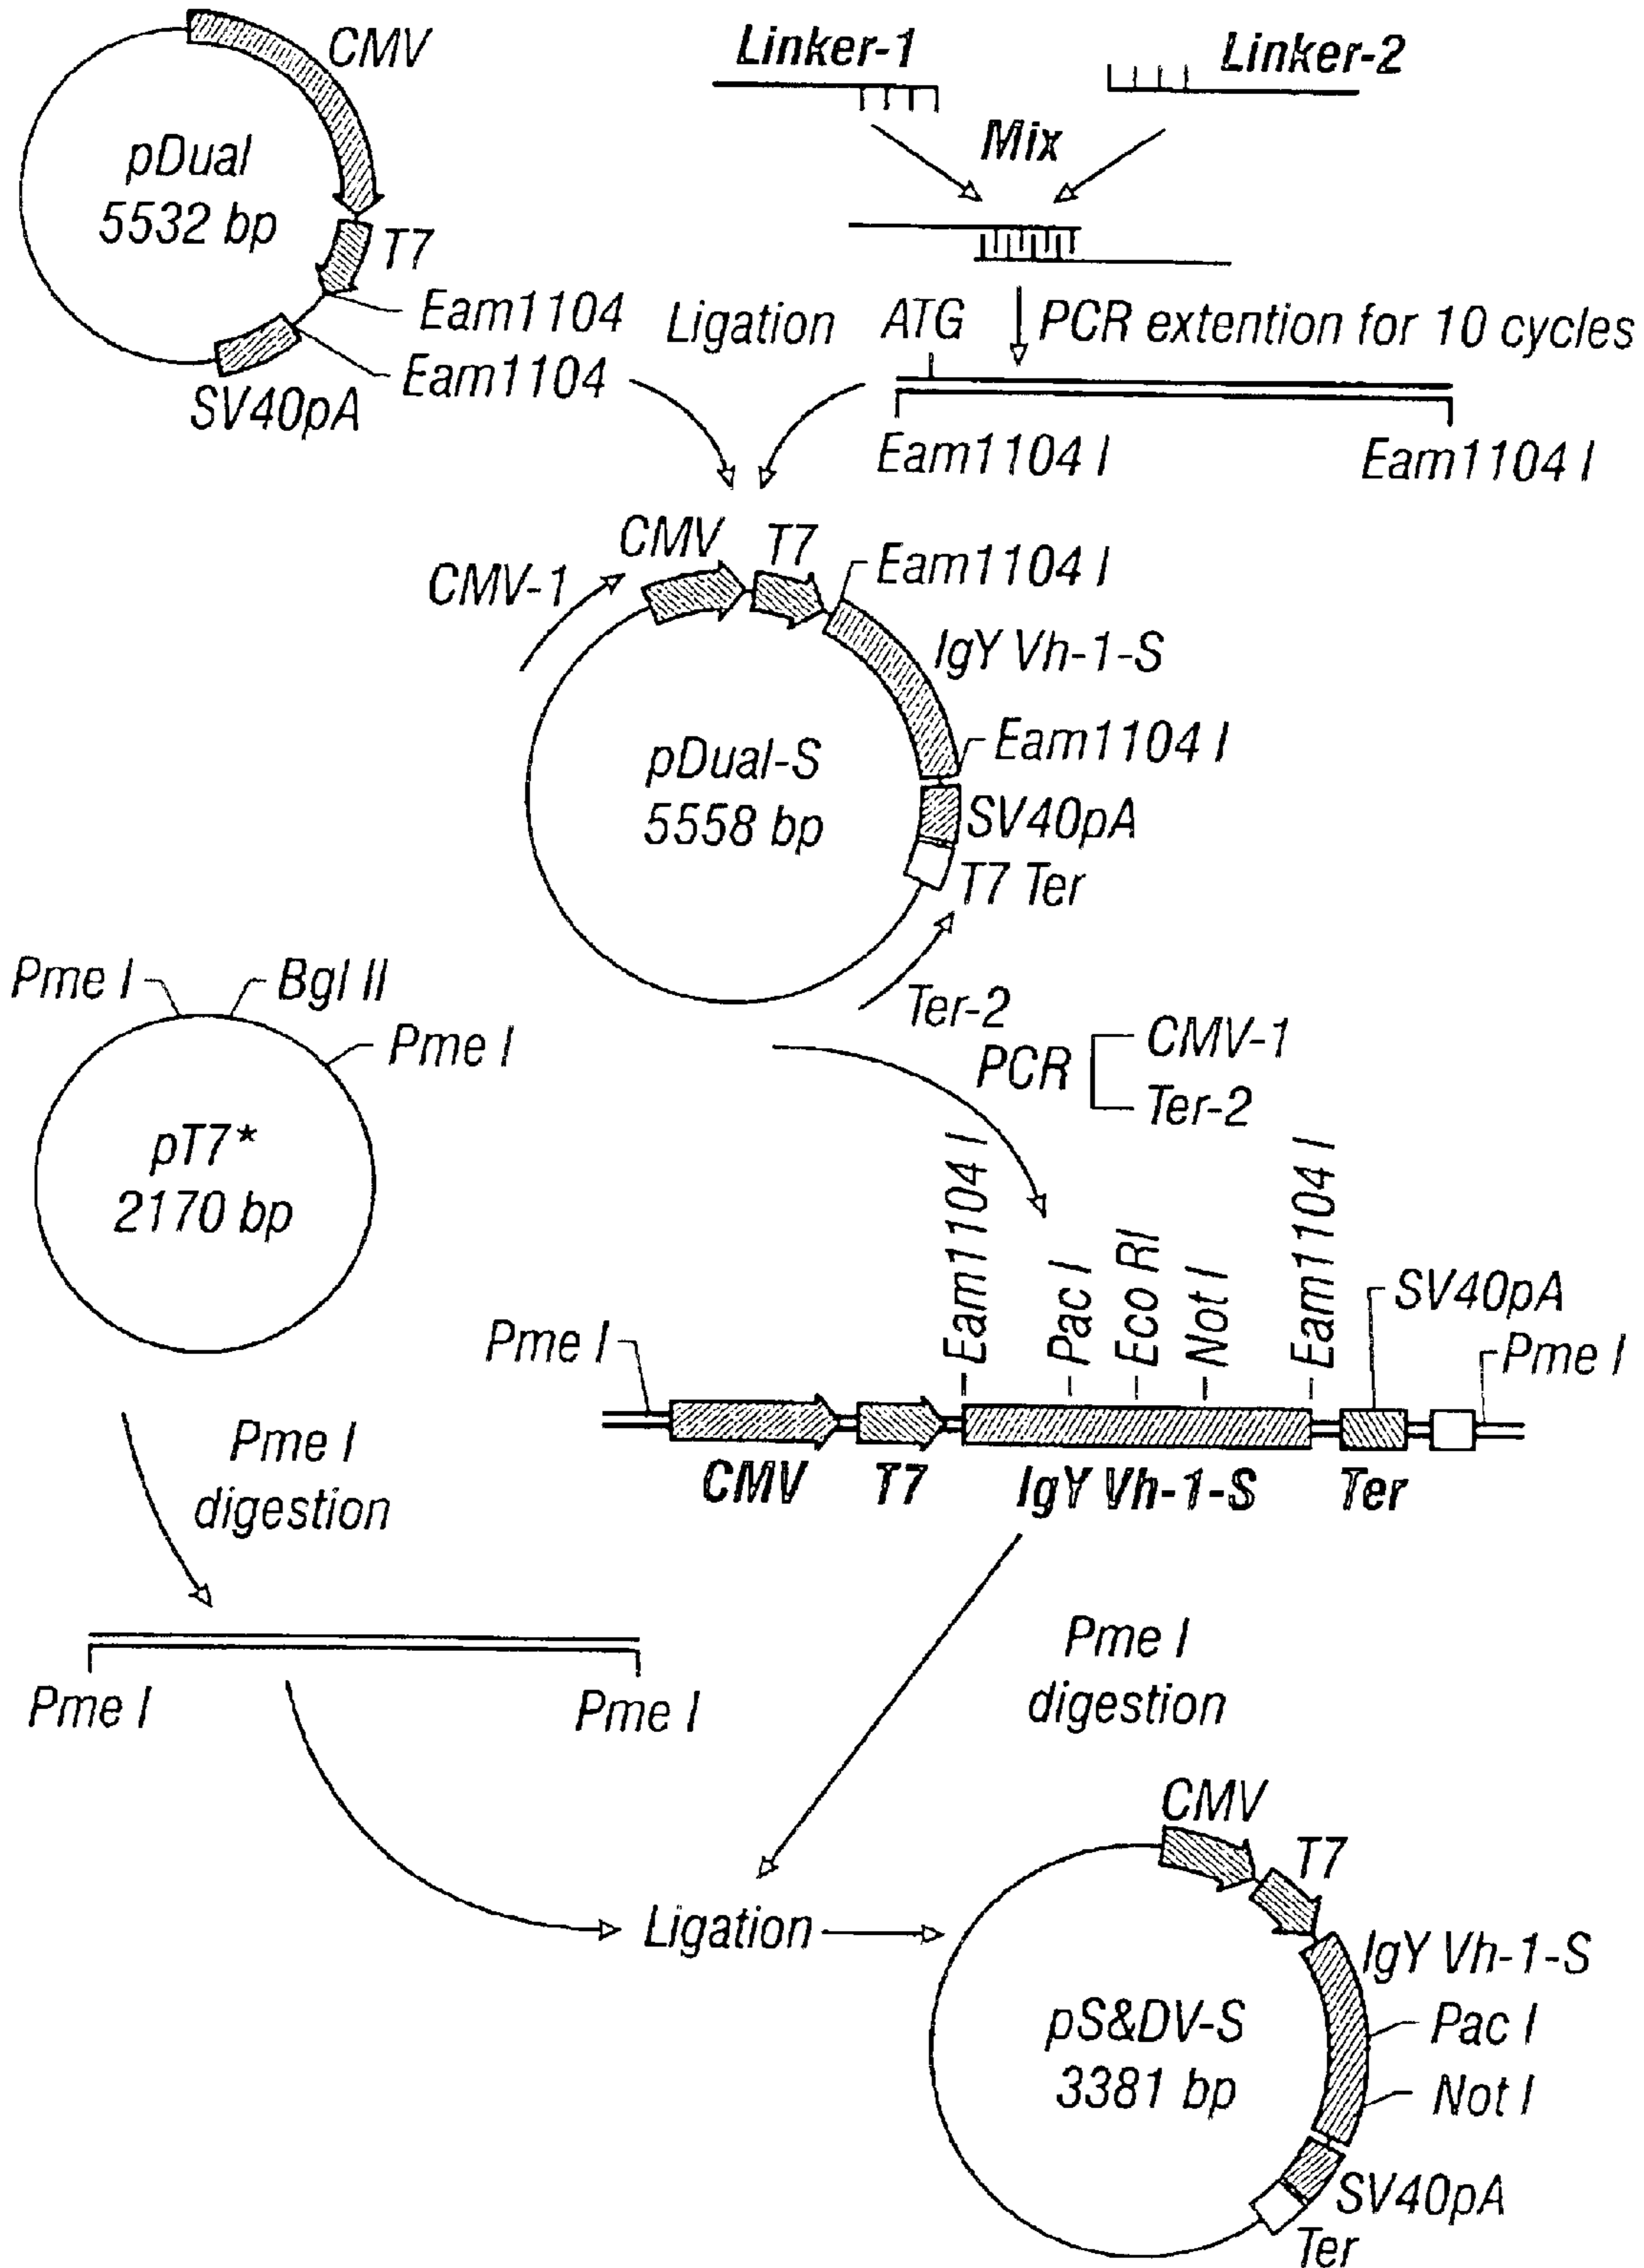 CMV
pDual
5532 bp
T7
Eam1104
Eam1104
SV40pA
Linker-1
Linker-2
Mix
Ligation
ATG
PCR extention for 10 cycles
Eam1104 I
Eam1104 I
CMV-1
CMV
T7
Eam1104 I
IgY Vh-1-S
Eam1104 I
pDual-S
5558 bp
SV40pA
T7 Ter
Ter-2
Pme I
Bgl II
Pme I
pT7*
2170 bp
PCR
CMV-1
Ter-2
Pme I
Eam1104 I
Pac I
Eco RI
Not I
Eam1104 I
SV40pA
Pme I
CMV
T7
IgY Vh-1-S
Ter
Pme I
digestion
Pme I
Pme I
Pme I
digestion
Ligation
CMV
T7
IgY Vh-1-S
Pac I
Not I
pS&DV-S
3381 bp
SV40pA
Ter